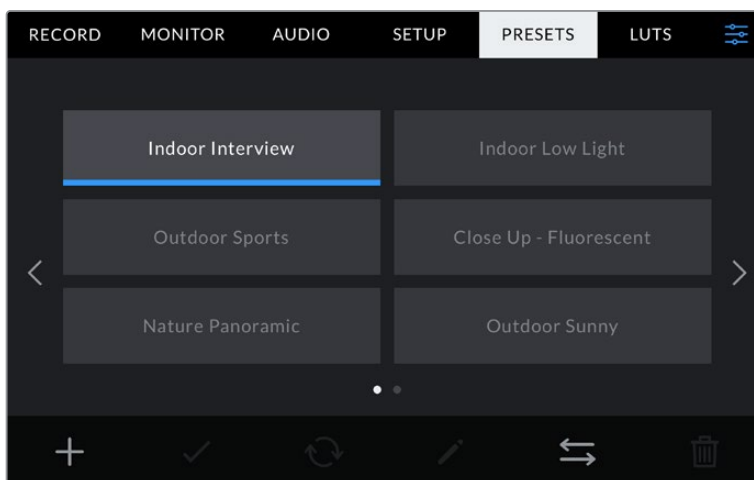 RECORD MONITOR AUDIO SETUP PRESETS LUTS
Indoor Interview Indoor Low Light
Outdoor Sports Close Up - Fluorescent
Nature Panoramic Outdoor Sunny